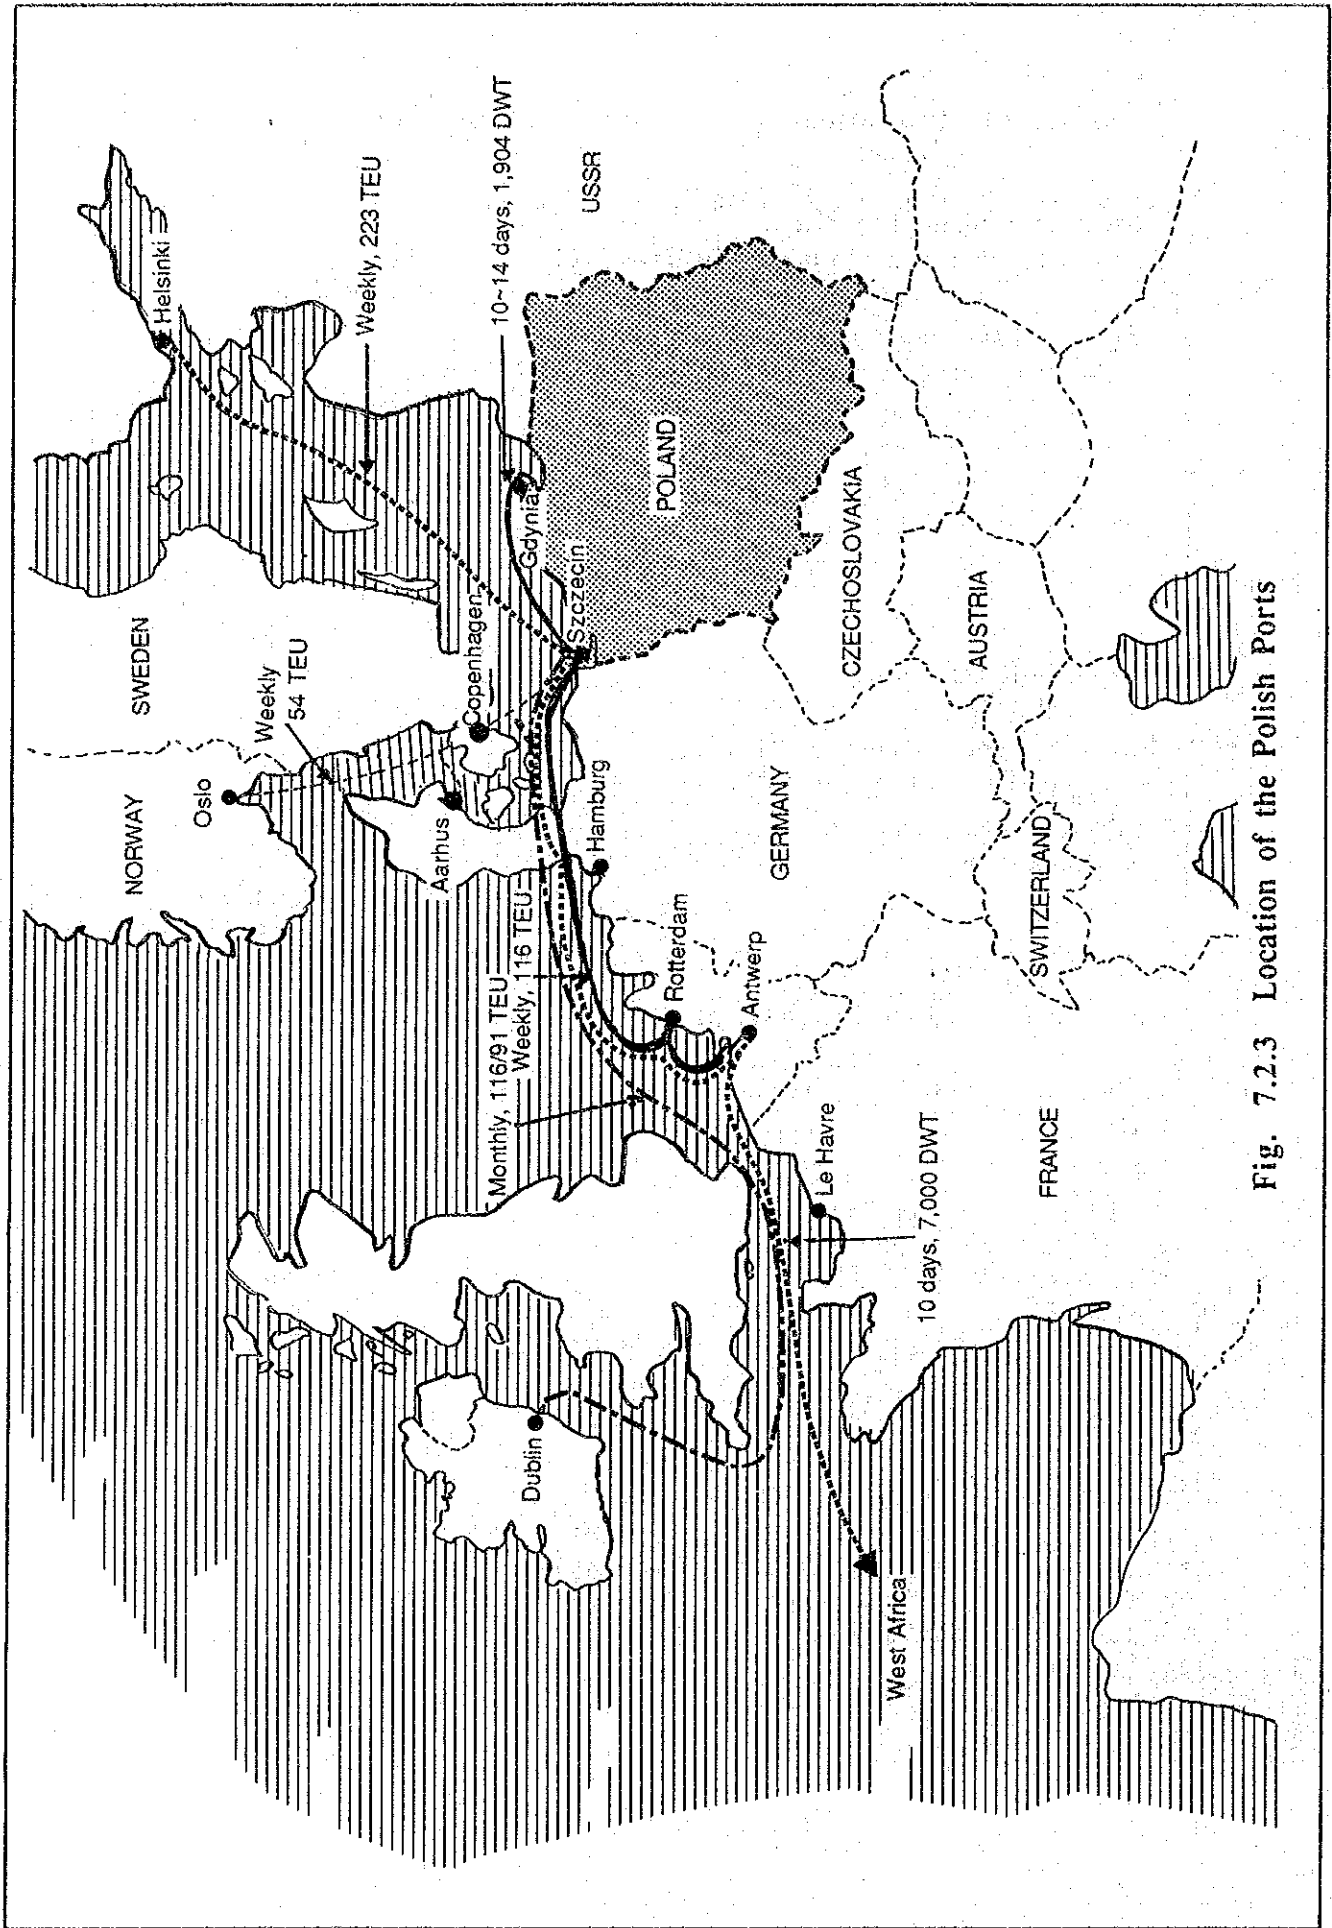 NORWAY
SWEDEN
Oslo
Weekly
54 TEU
Helsinki
Weekly, 223 TEU
10~14 days, 1,904 DWT
Aarhus
Copenhagen
Gdynia
Szczecin
USSR
Dublin
Monthly, 116/91 TEU
Weekly, 116 TEU
Hamburg
Rotterdam
Antwerp
POLAND
GERMANY
Le Havre
CZECHOSLOVAKIA
West Africa
10 days, 7,000 DWT
AUSTRIA
FRANCE
SWITZERLAND
Fig. 7.2.3 Location of the Polish Ports